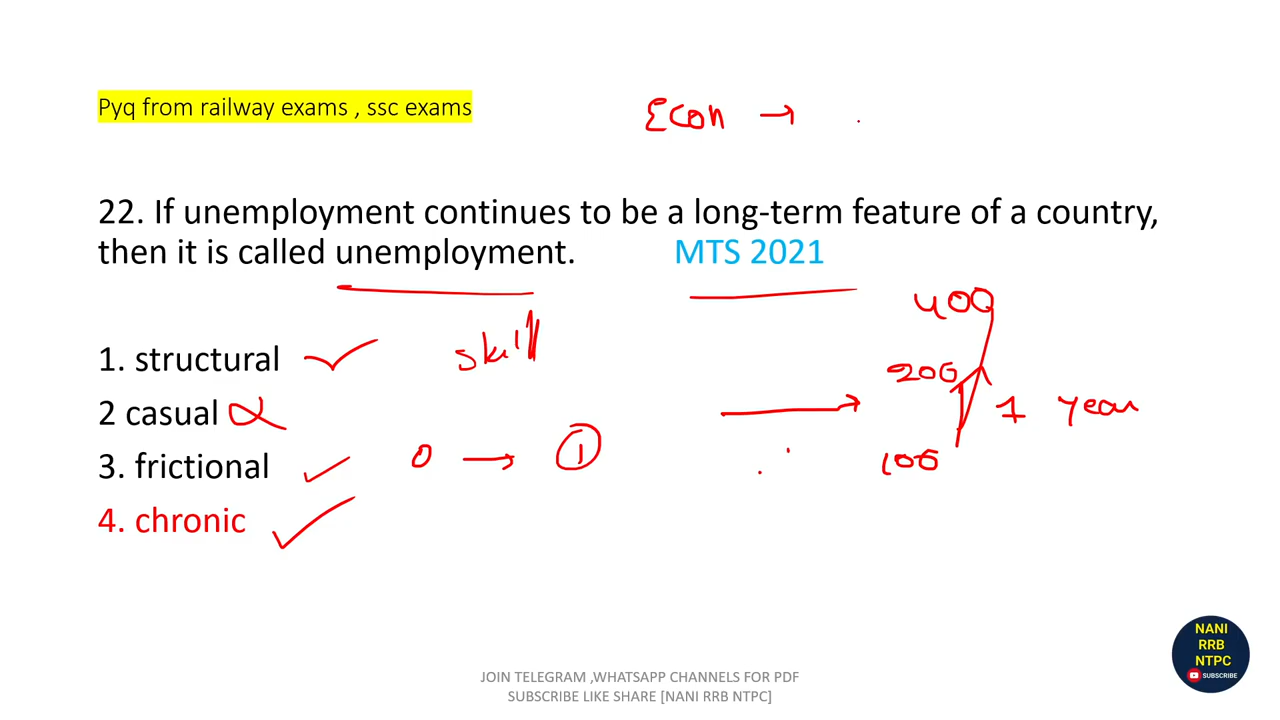 Pyq from railway exams , ssc exams
Econ →
22. If unemployment continues to be a long-term feature of a country,
then it is called unemployment. MTS 2021
400
1. structural
skill
200
2 casual
1 Year
3. frictional
0 → 1
100
4. chronic
NANI
RRB
NTPC
SUBSCRIBE
JOIN TELEGRAM ,WHATSAPP CHANNELS FOR PDF
SUBSCRIBE LIKE SHARE [NANI RRB NTPC]